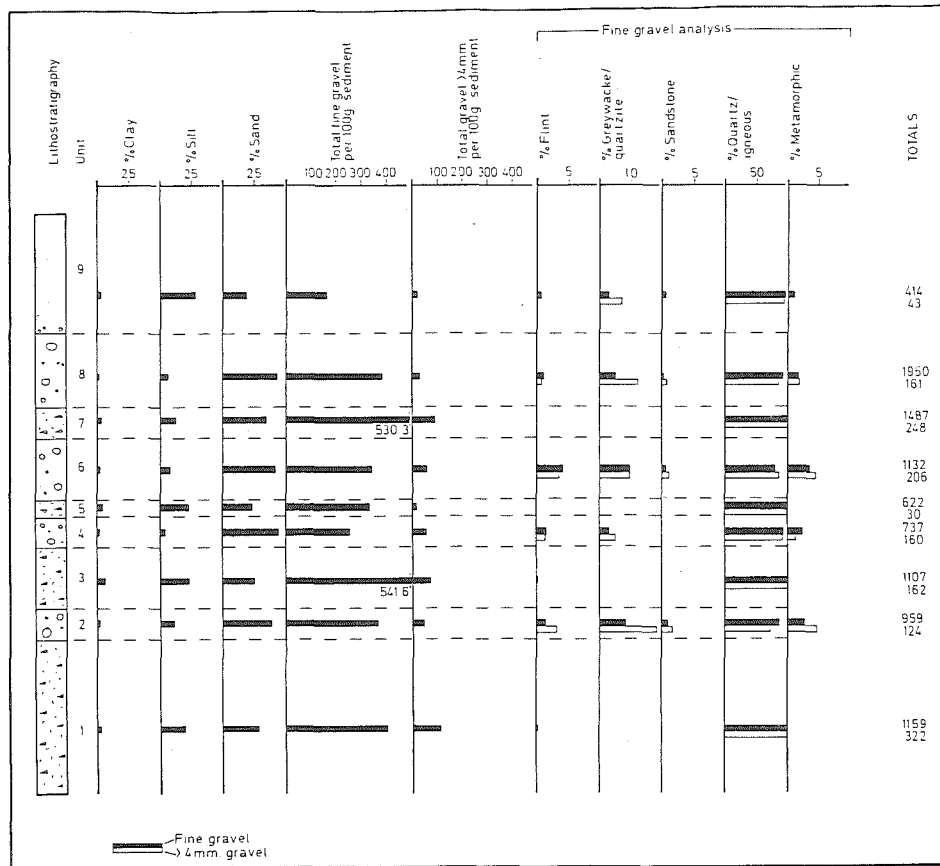 Fine gravel analysis
Lithostratigraphy
Unit
% Clay
% Silt
% Sand
Total fine gravel
per 100g sediment
Total gravel >4mm
per 100g sediment
% Flint
% Greywacke/
quartzite
% Sandstone
% Quartz/
igneous
% Metamorphic
TOTALS
25 25 25 100 200 300 400 100 200 300 400 5 10 5 50 5
9
414
43
8
1950
161
7
530.3
1487
248
6
1132
206
5
622
30
4
737
160
3
541.6
1107
162
2
959
124
1
1159
322
Fine gravel
>4mm. gravel